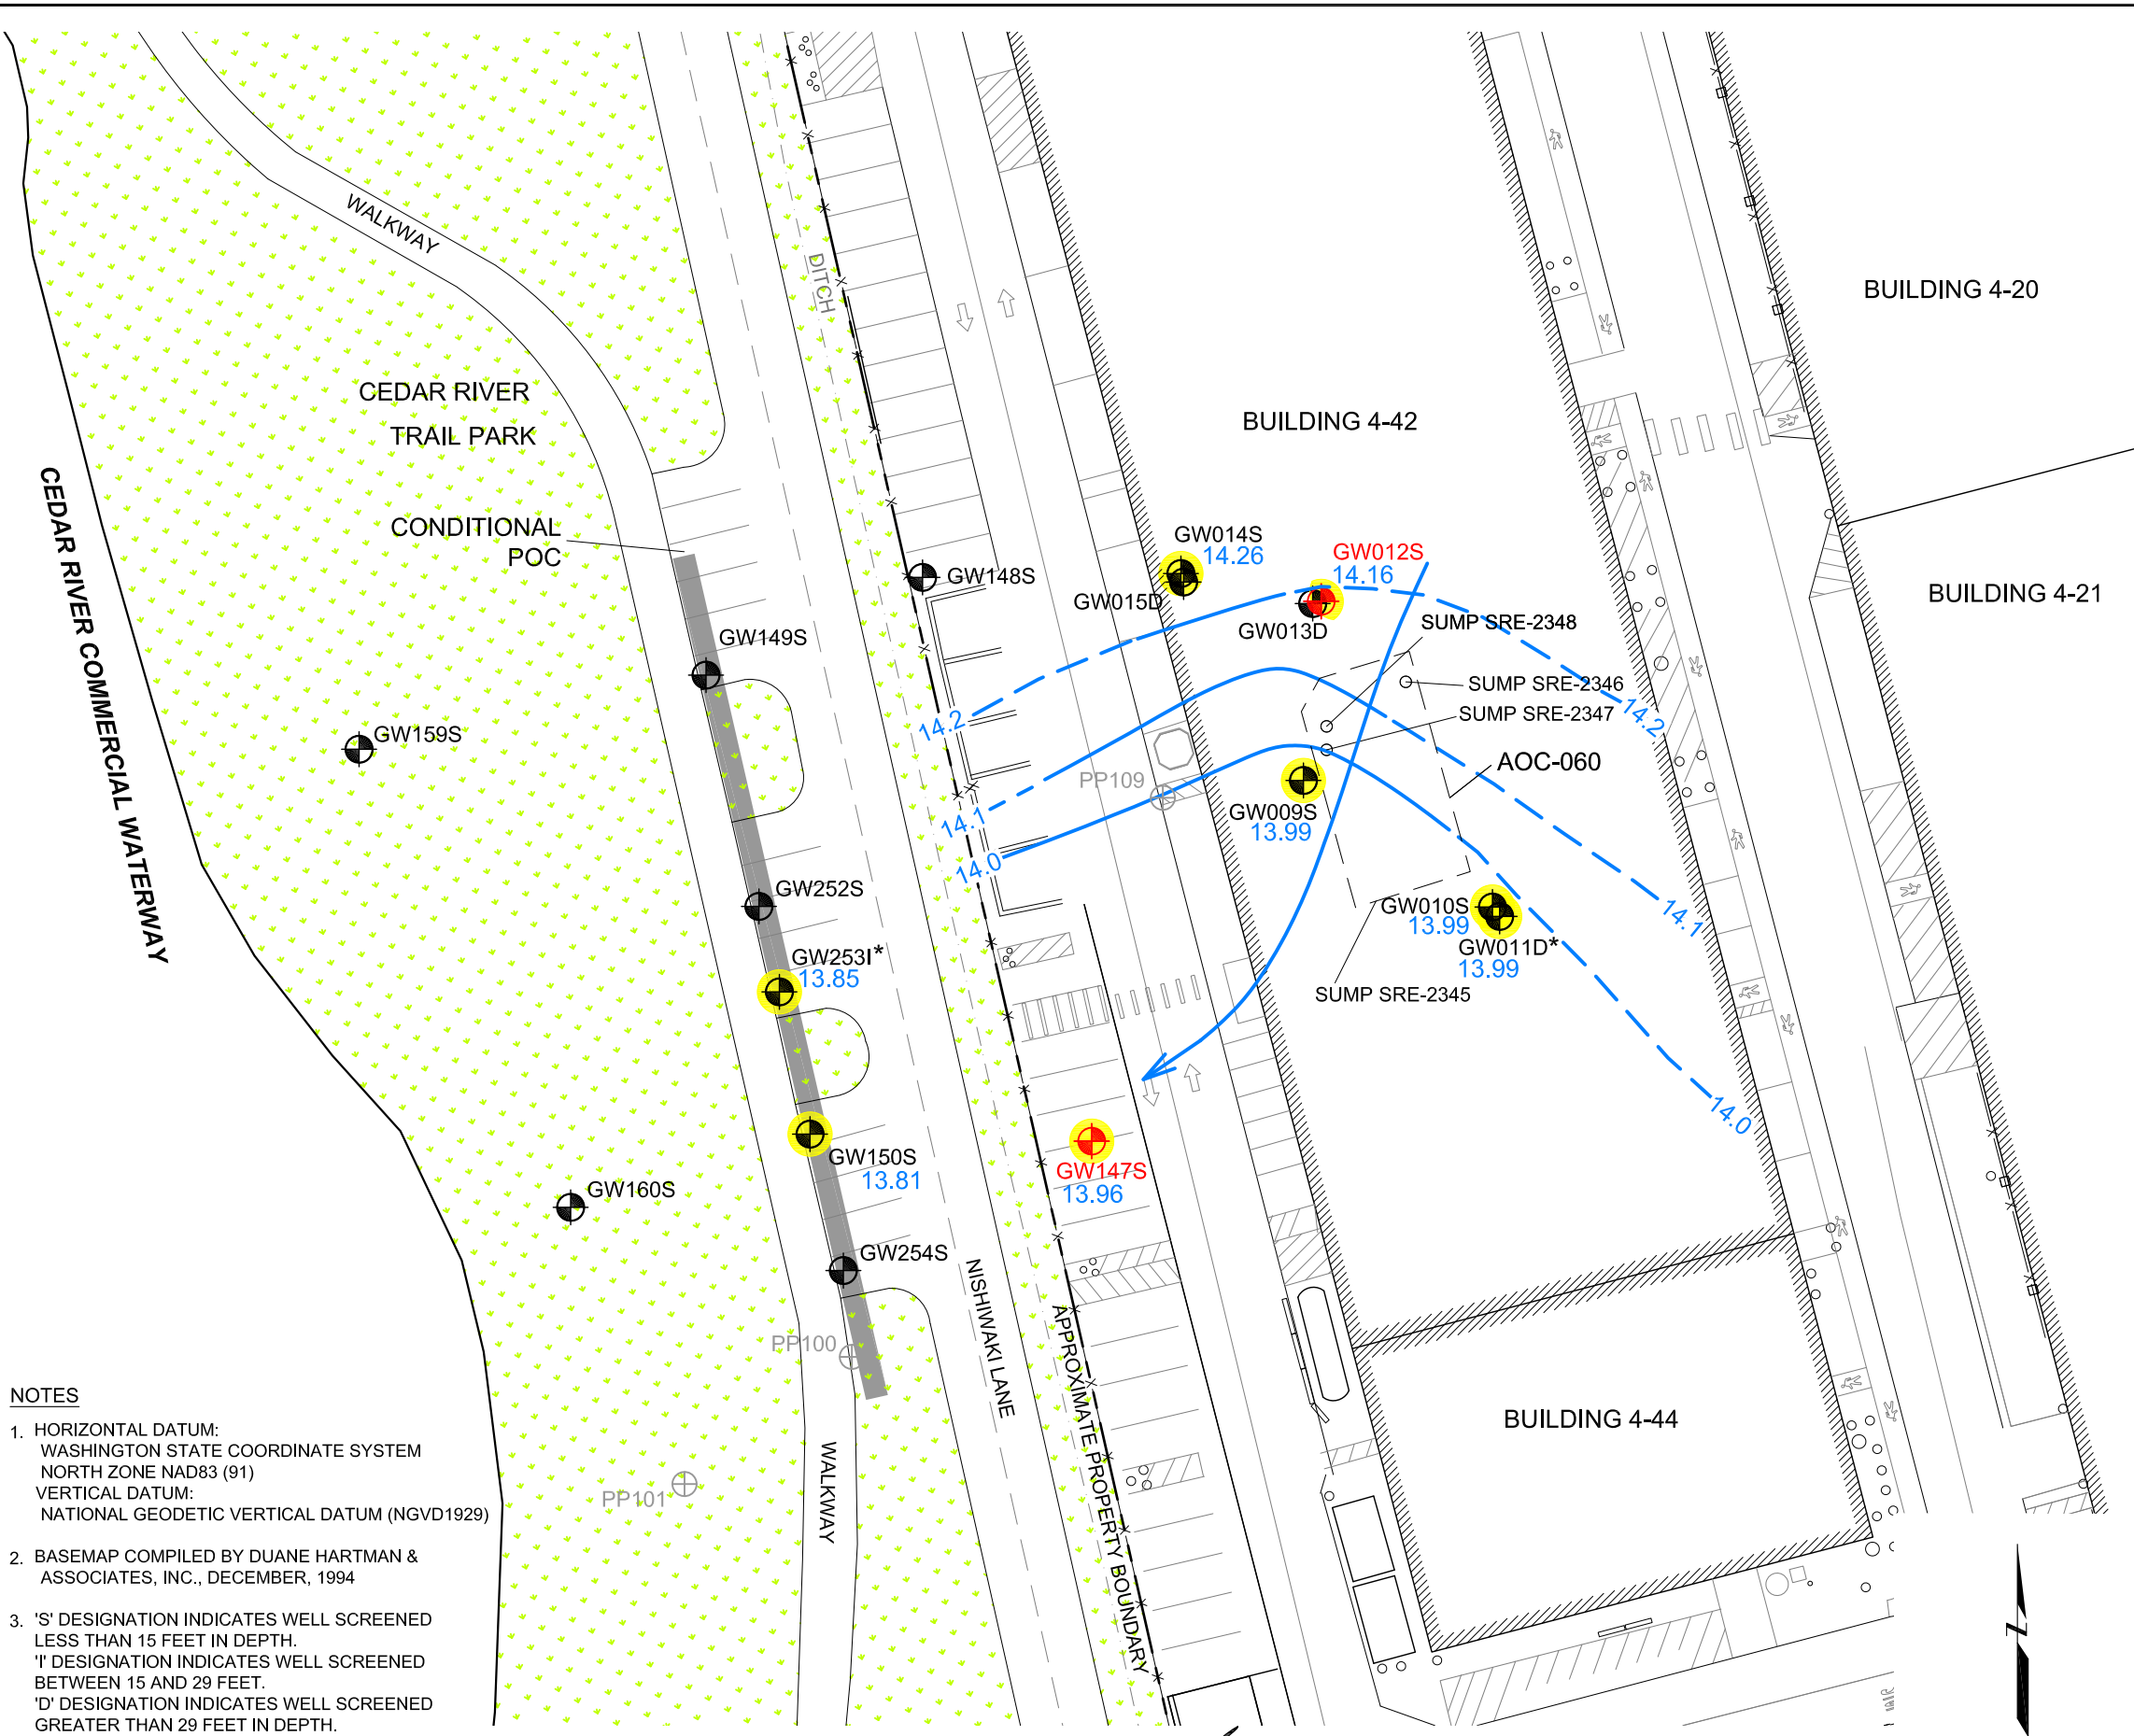 WALKWAY
DITCH
BUILDING 4-20
CEDAR RIVER
TRAIL PARK
BUILDING 4-42
CONDITIONAL
POC
CEDAR RIVER COMMERCIAL WATERWAY
GW014S
14.26
GW012S
14.16
GW148S
GW015D
GW013D
BUILDING 4-21
GW149S
SUMP SRE-2348
SUMP SRE-2346
SUMP SRE-2347
14.2
14.2
GW159S
AOC-060
PP109
14.1
GW009S
13.99
14.0
GW252S
GW010S
13.99
14.1
GW011D*
13.99
GW253I*
13.85
SUMP SRE-2345
14.0
GW150S
13.81
GW147S
13.96
GW160S
GW254S
NISHIWAKI LANE
APPROXIMATE PROPERTY BOUNDARY
PP100
BUILDING 4-44
WALKWAY
PP101
NOTES
1. HORIZONTAL DATUM:
WASHINGTON STATE COORDINATE SYSTEM
NORTH ZONE NAD83 (91)
VERTICAL DATUM:
NATIONAL GEODETIC VERTICAL DATUM (NGVD1929)
2. BASEMAP COMPILED BY DUANE HARTMAN &
ASSOCIATES, INC., DECEMBER, 1994
3. 'S' DESIGNATION INDICATES WELL SCREENED
LESS THAN 15 FEET IN DEPTH.
'I' DESIGNATION INDICATES WELL SCREENED
BETWEEN 15 AND 29 FEET.
'D' DESIGNATION INDICATES WELL SCREENED
GREATER THAN 29 FEET IN DEPTH.
N